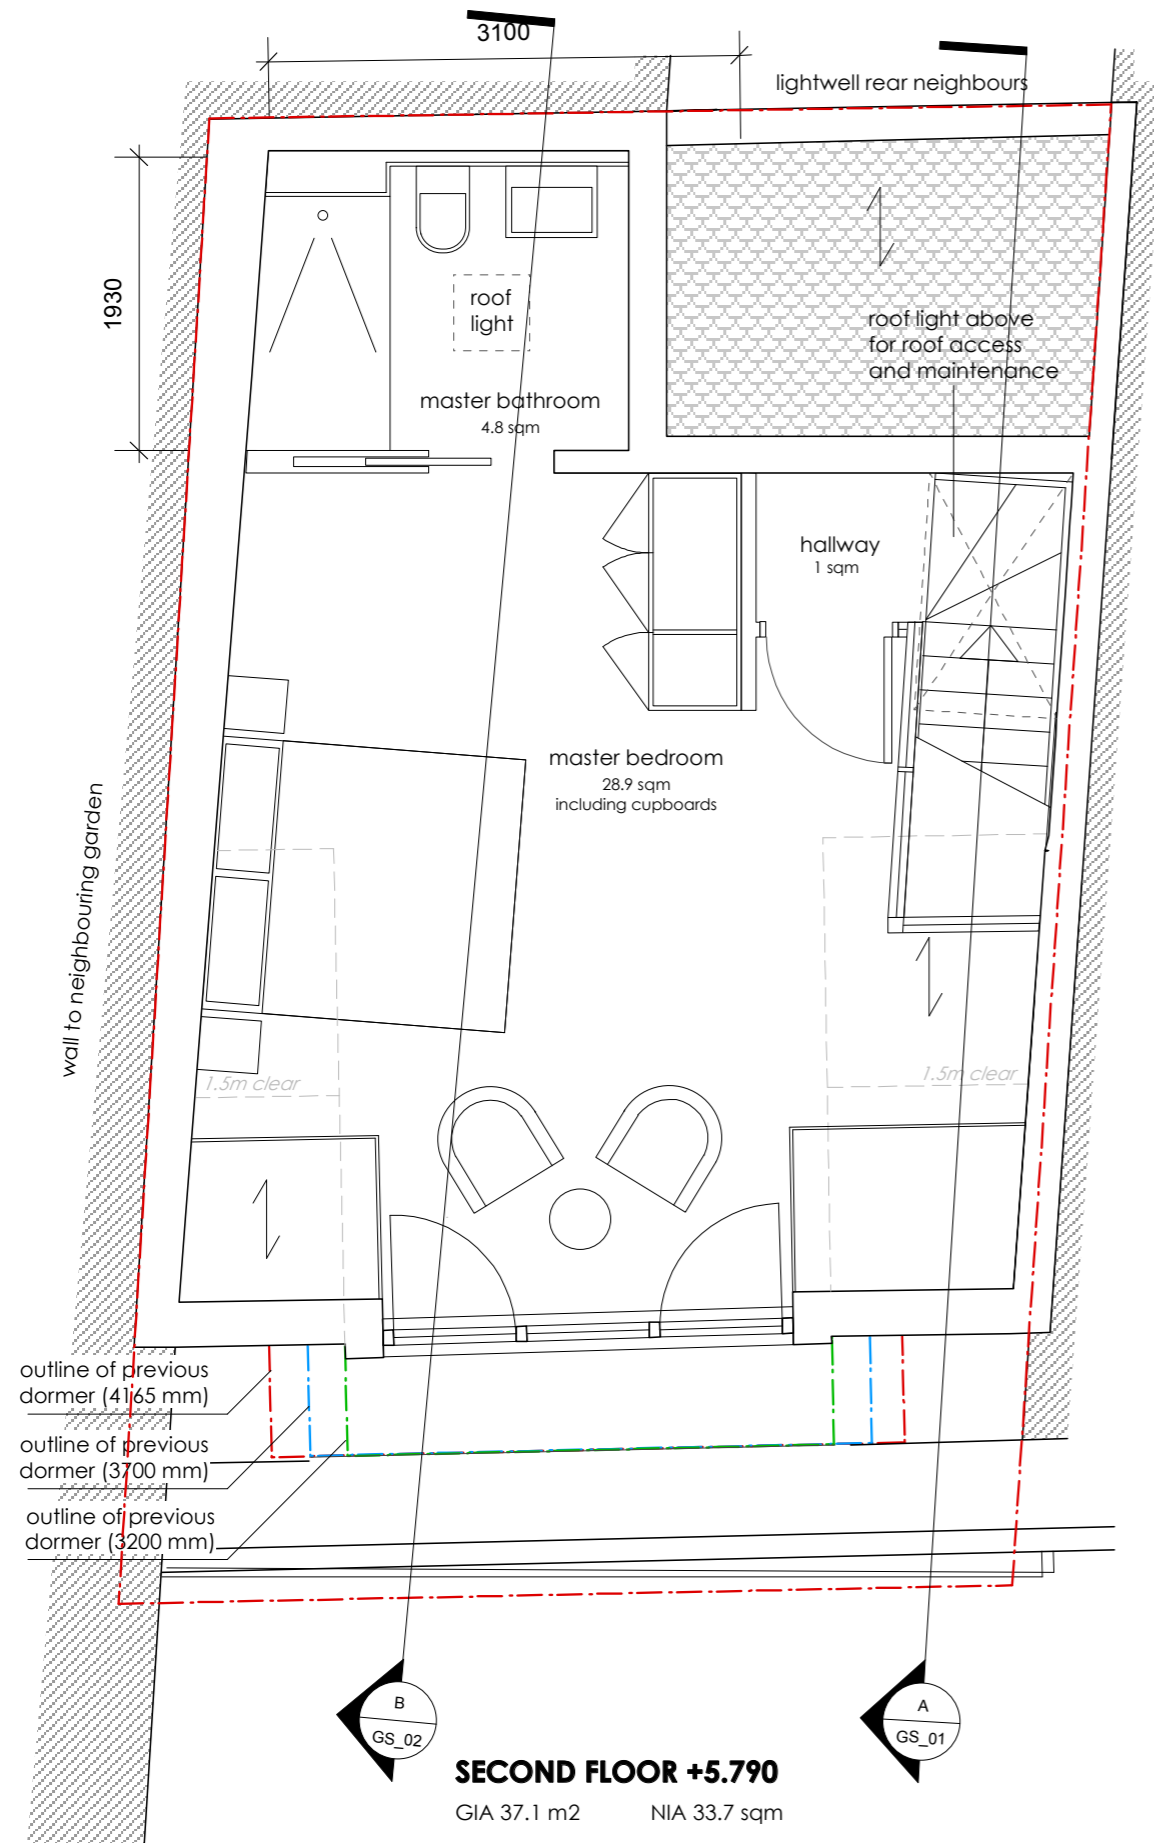 3100
lightwell rear neighbours
1930
roof
light
roof light above
for roof access
and maintenance
master bathroom
4.8 sqm
hallway
1 sqm
master bedroom
28.9 sqm
including cupboards
wall to neighbouring garden
1.5m clear
1.5m clear
outline of previous
dormer (4165 mm)
outline of previous
dormer (3700 mm)
outline of previous
dormer (3200 mm)
B
GS_02
A
GS_01
SECOND FLOOR +5.790
GIA 37.1 m2 NIA 33.7 sqm